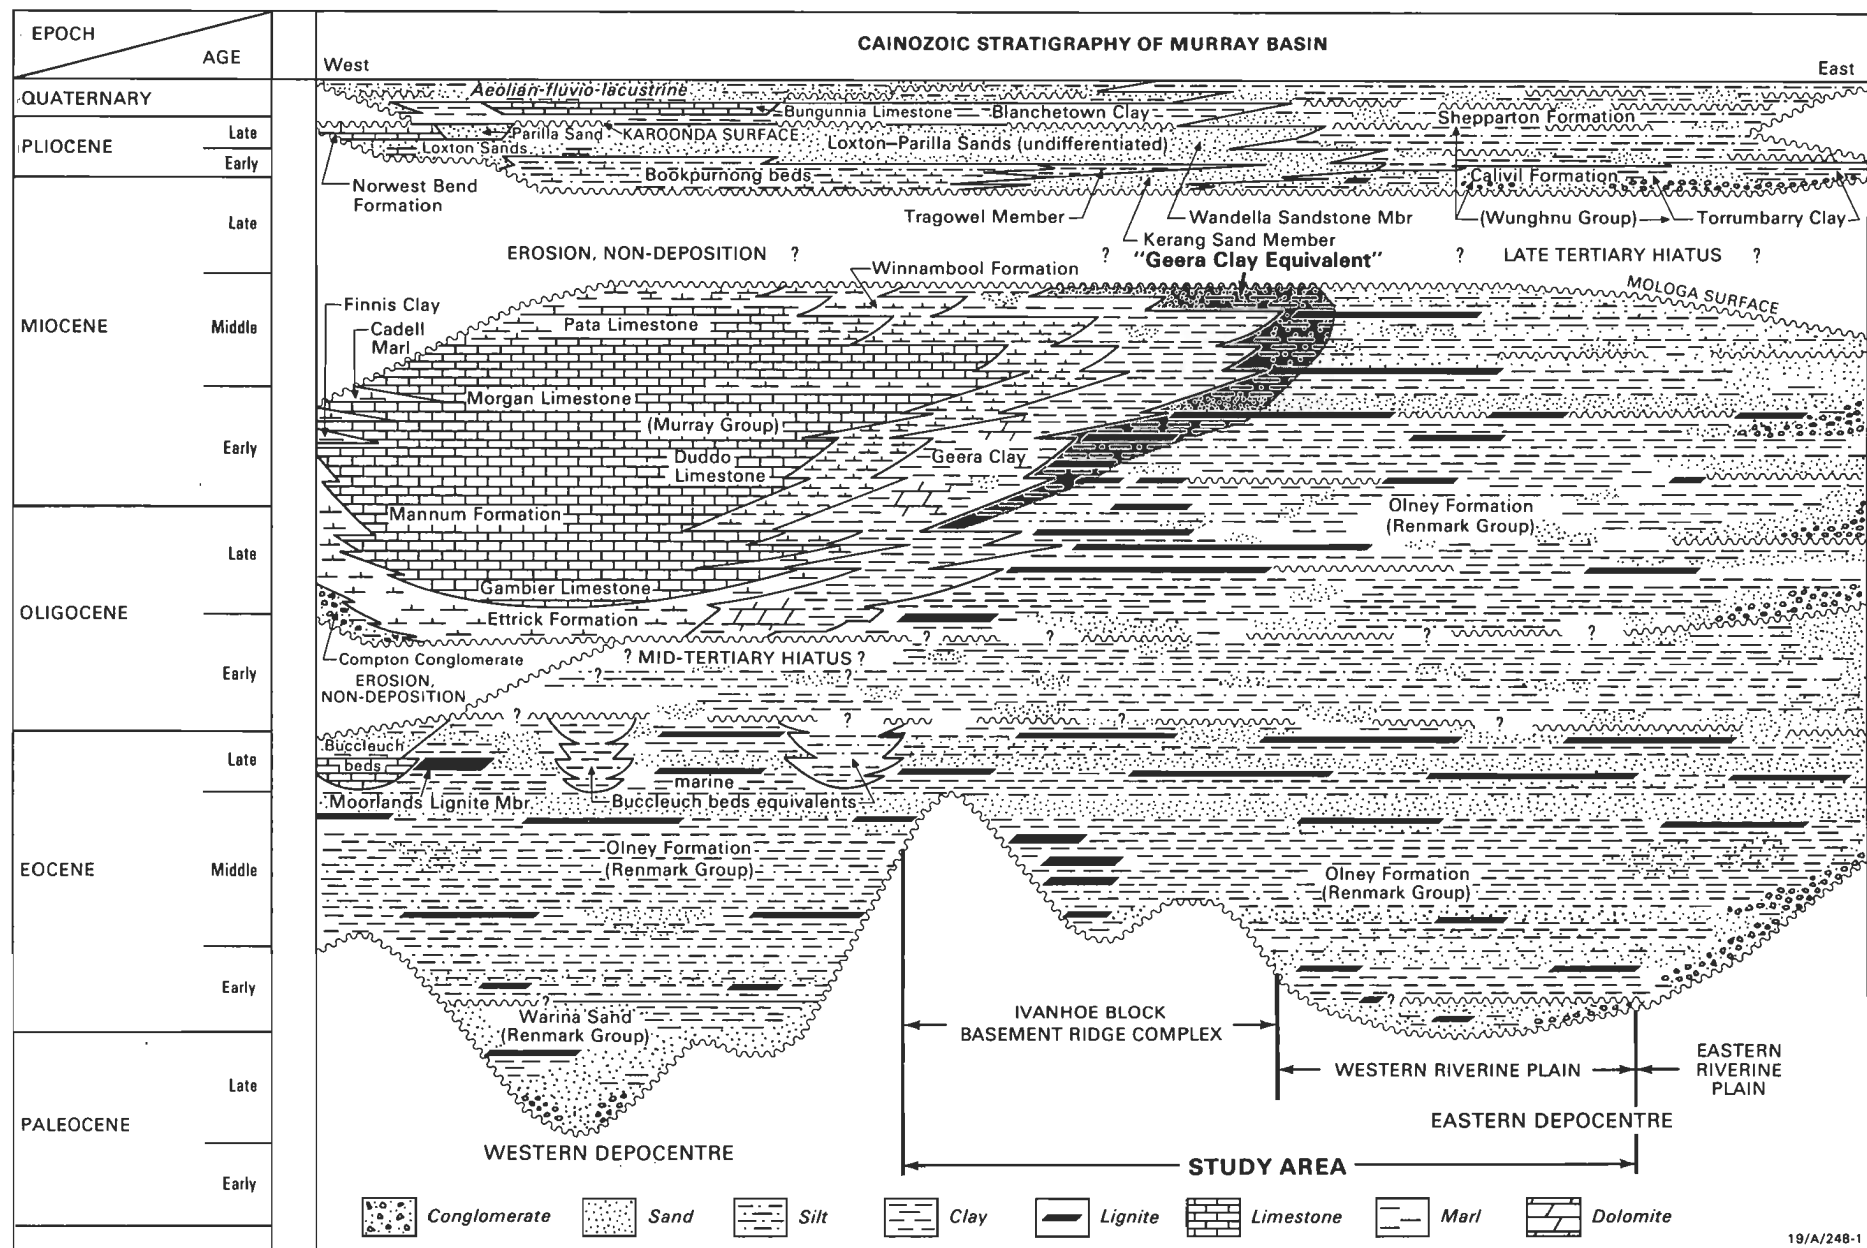 EPOCH
AGE
CAINOZOIC STRATIGRAPHY OF MURRAY BASIN
West
East
QUATERNARY
PLIOCENE
Late
Early
MIOCENE
Late
Middle
Early
OLIGOCENE
Late
Early
EOCENE
Late
Middle
Early
PALEOCENE
Late
Early
Aeolian-fluvio-lacustrine
Bungunnia Limestone
Blanchetown Clay
Shepparton Formation
Parilla Sand
KAROONDA SURFACE
Loxton Sands
Loxton–Parilla Sands (undifferentiated)
Bookpurnong beds
Calivil Formation
Norwest Bend
Formation
Tragowel Member
Wandella Sandstone Mbr
(Wunghnu Group)
Torrumbarry Clay
Kerang Sand Member
EROSION, NON-DEPOSITION ?
?
"Geera Clay Equivalent"
?
LATE TERTIARY HIATUS ?
Winnambool Formation
MOLOGA SURFACE
Finnis Clay
Cadell
Marl
Pata Limestone
Morgan Limestone
(Murray Group)
Duddo
Limestone
Geera Clay
Mannum Formation
Olney Formation
(Renmark Group)
Gambier Limestone
Ettrick Formation
Compton Conglomerate
EROSION,
NON-DEPOSITION
? MID-TERTIARY HIATUS ?
? ? ? ?
? ?
? ? ? ?
Buccleuch
beds
marine
Moorlands Lignite Mbr
Buccleuch beds equivalents
Olney Formation
(Renmark Group)
Olney Formation
(Renmark Group)
?
Warina Sand
(Renmark Group)
?
IVANHOE BLOCK
BASEMENT RIDGE COMPLEX
WESTERN RIVERINE PLAIN
EASTERN
RIVERINE
PLAIN
EASTERN DEPOCENTRE
WESTERN DEPOCENTRE
STUDY AREA
Conglomerate
Sand
Silt
Clay
Lignite
Limestone
Marl
Dolomite
19/A/248-1